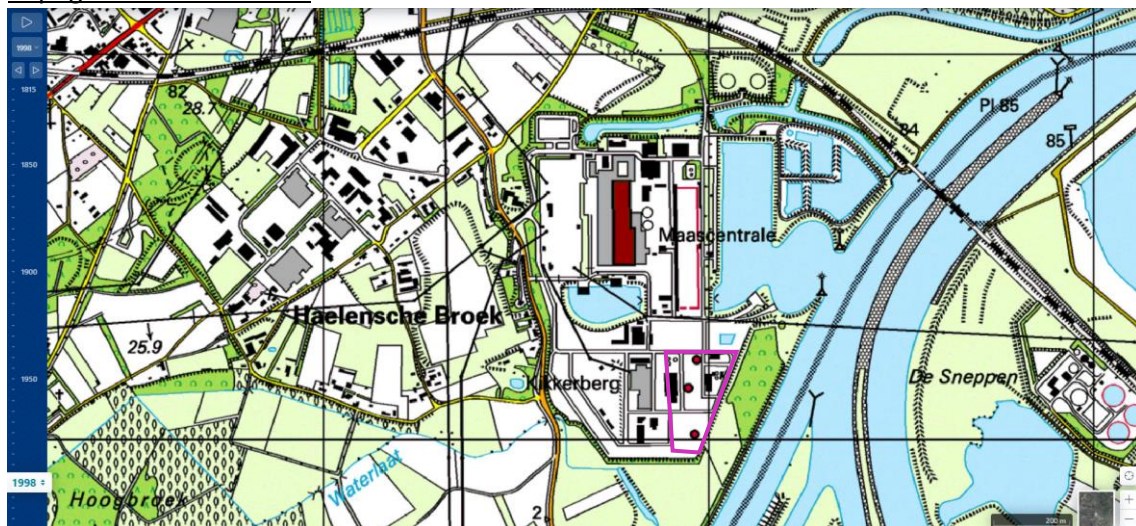 1998
1815
1850
1900
1950
1998
82
28.7
84
Pl 85
85
Maascentrale
Haelensche Broek
25.9
Kikkerberg
De Sneppen
Waterlaat
Hoogbroek
2
200 m